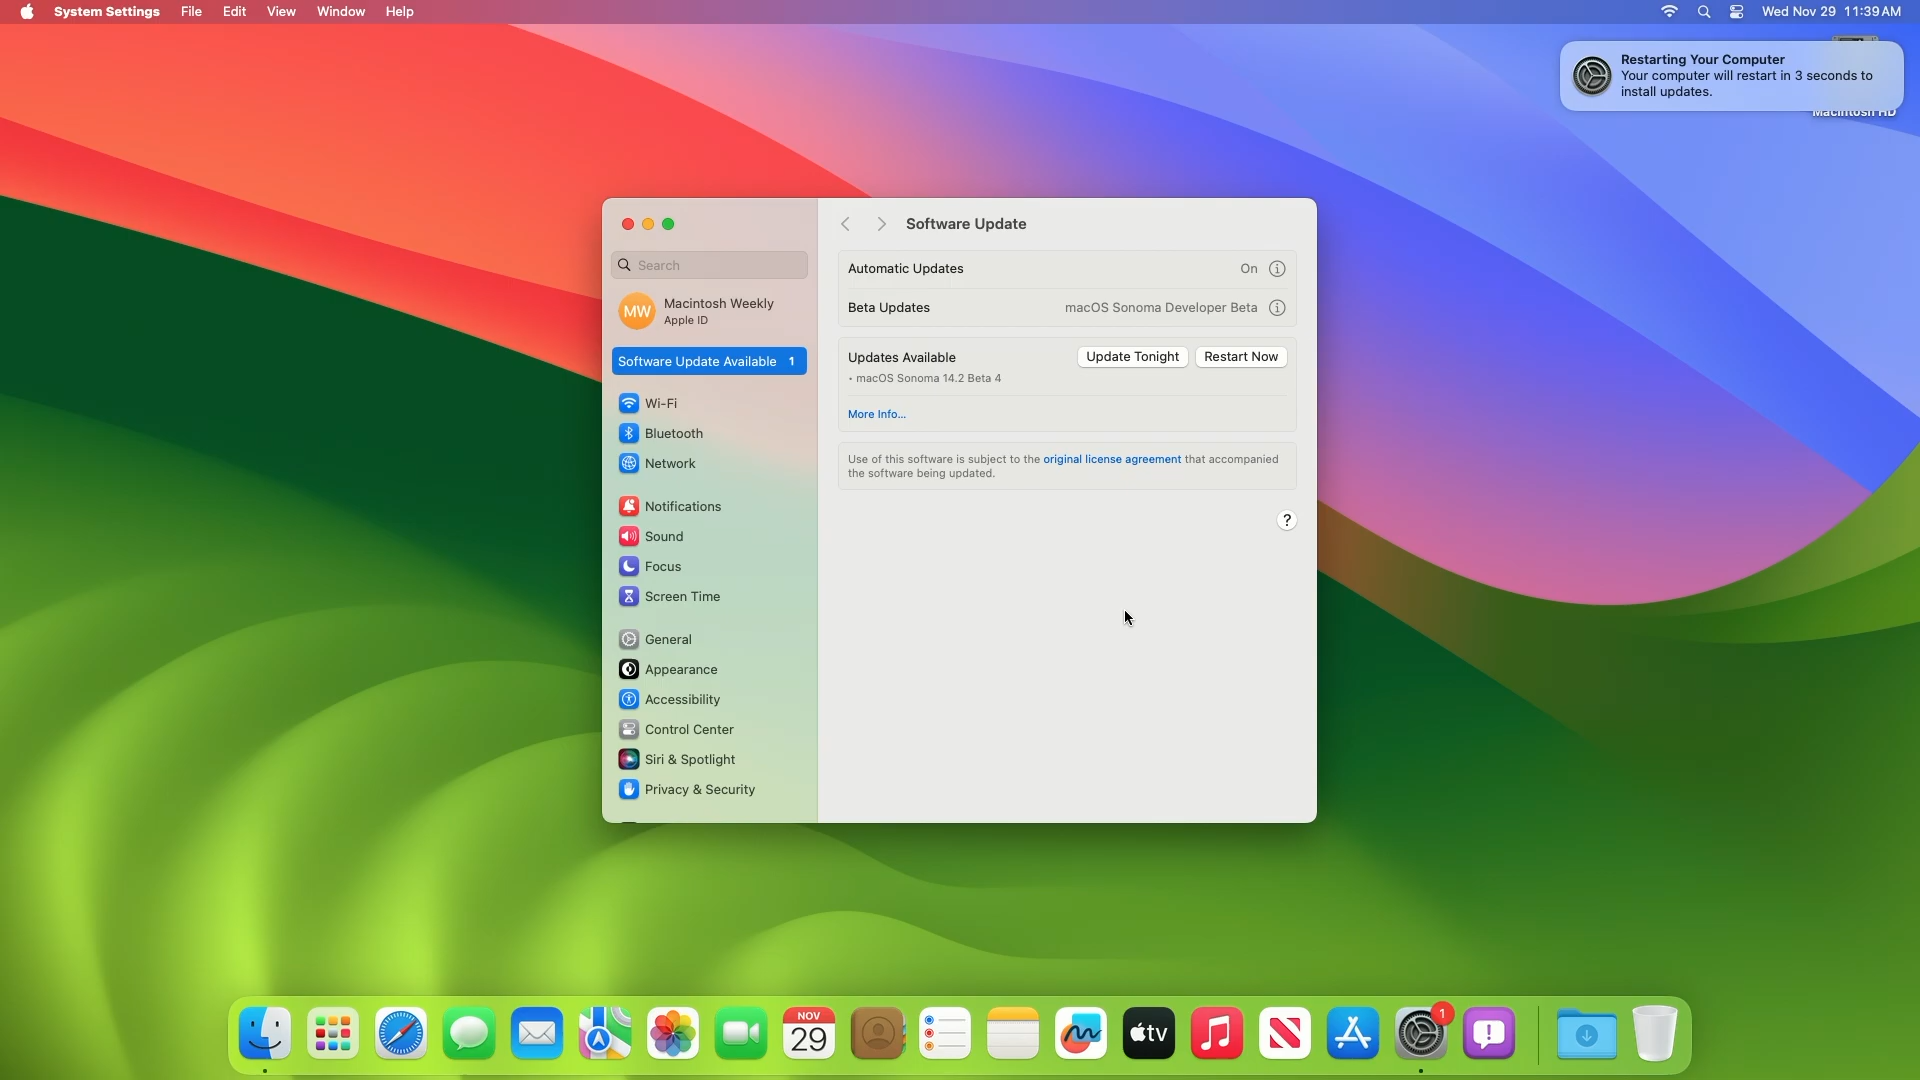 System Settings File Edit View Window Help
Wed Nov 29 11:39 AM
Restarting Your Computer
Your computer will restart in 3 seconds to
install updates.
Macintosh HD
Software Update
Search
Automatic Updates On
MW
Macintosh Weekly
Apple ID
Beta Updates macOS Sonoma Developer Beta
Software Update Available 1
Updates Available Update Tonight Restart Now
• macOS Sonoma 14.2 Beta 4
More Info...
Use of this software is subject to the original license agreement that accompanied
the software being updated.
?
Wi-Fi
Bluetooth
Network
Notifications
Sound
Focus
Screen Time
General
Appearance
Accessibility
Control Center
Siri & Spotlight
Privacy & Security
NOV
29
tv
1